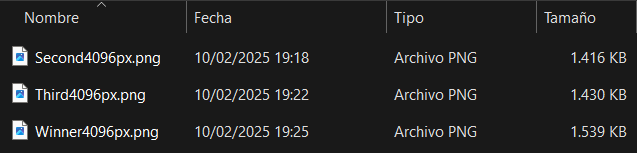 Nombre Fecha Tipo Tamaño
Second4096px.png 10/02/2025 19:18 Archivo PNG 1.416 KB
Third4096px.png 10/02/2025 19:22 Archivo PNG 1.430 KB
Winner4096px.png 10/02/2025 19:25 Archivo PNG 1.539 KB